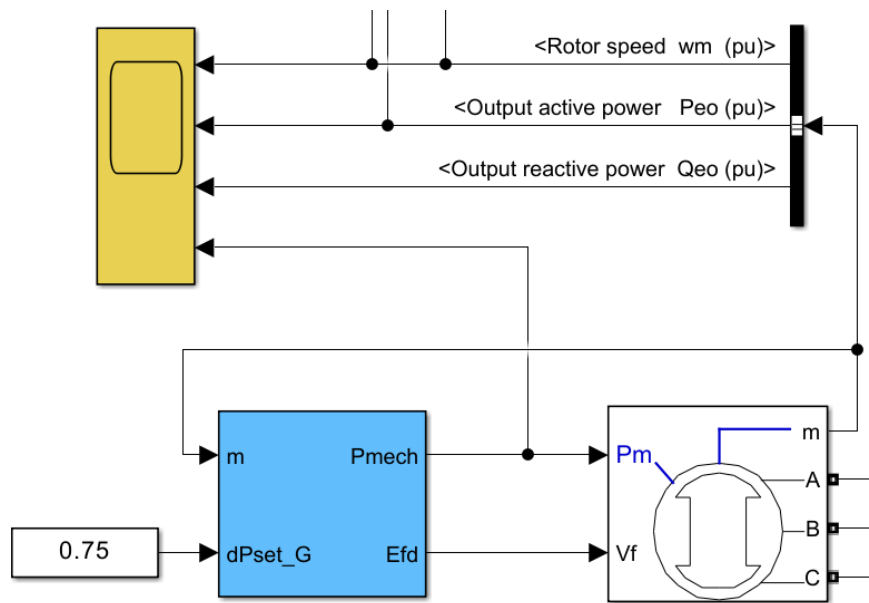 <Rotor speed  wm  (pu)>
<Output active power   Peo (pu)>
<Output reactive power  Qeo (pu)>
m
Pmech
Pm
m
A
B
C
0.75
dPset_G
Efd
Vf